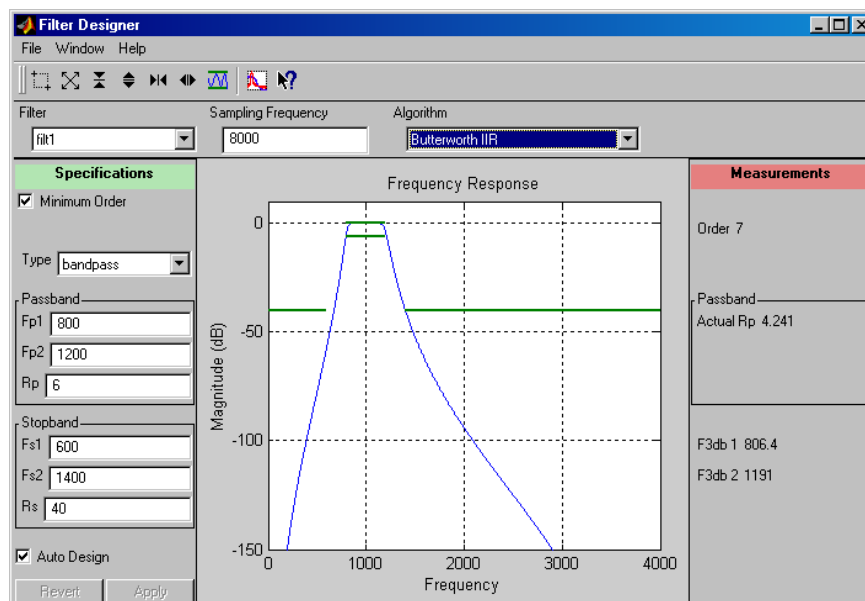 Filter Designer
File Window Help
Filter
filt1
Sampling Frequency
8000
Algorithm
Butterworth IIR
Specifications
Minimum Order
Type bandpass
Passband
Fp1 800
Fp2 1200
Rp 6
Stopband
Fs1 600
Fs2 1400
Rs 40
Auto Design
Revert Apply
Frequency Response
Magnitude (dB)
0
-50
-100
-150
0 1000 2000 3000 4000
Frequency
Measurements
Order 7
Passband
Actual Rp 4.241
F3db 1 806.4
F3db 2 1191